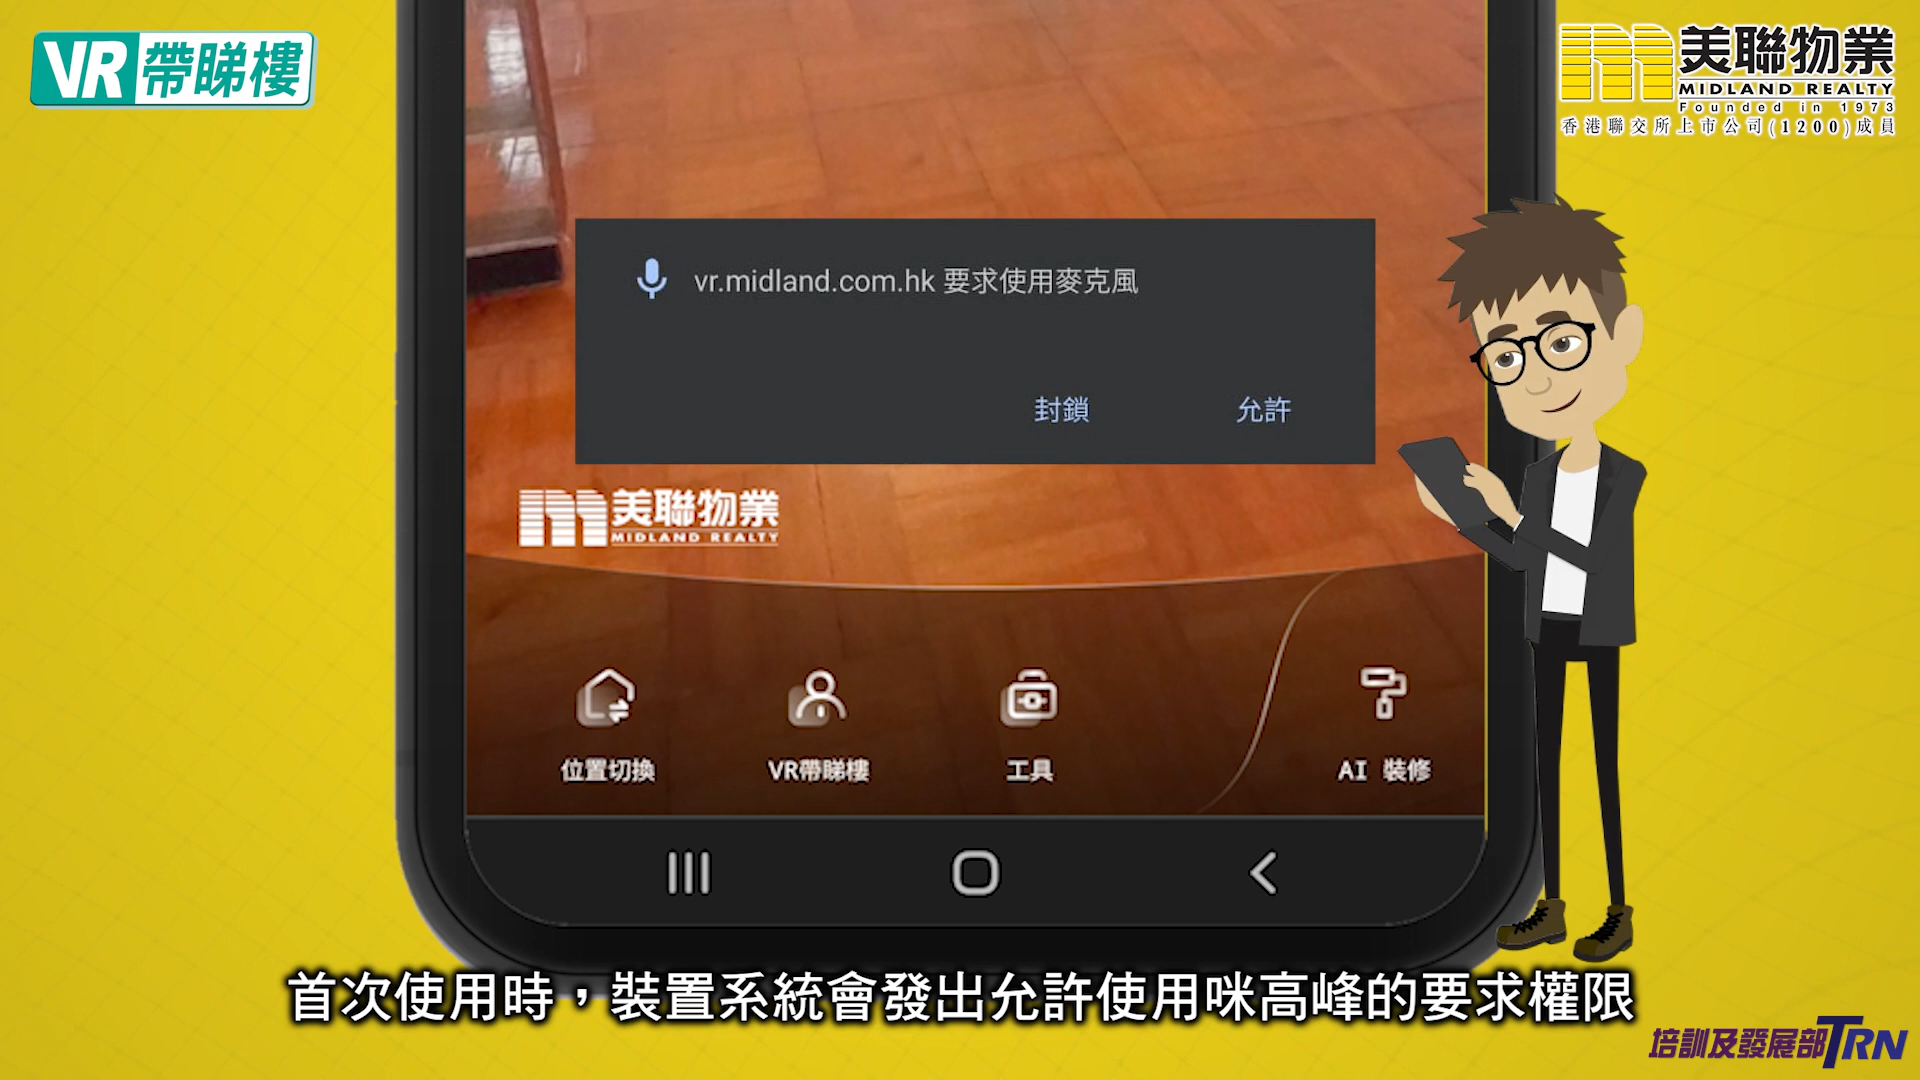 VR帶睇樓
美聯物業
MIDLAND REALTY
Founded in 1973
香港聯交所上市公司(1200)成員
vr.midland.com.hk 要求使用麥克風
封鎖 允許
美聯物業
MIDLAND REALTY
位置切換 VR帶睇樓 工具 AI 裝修
首次使用時，裝置系統會發出允許使用咪高峰的要求權限
培訓及發展部TRN